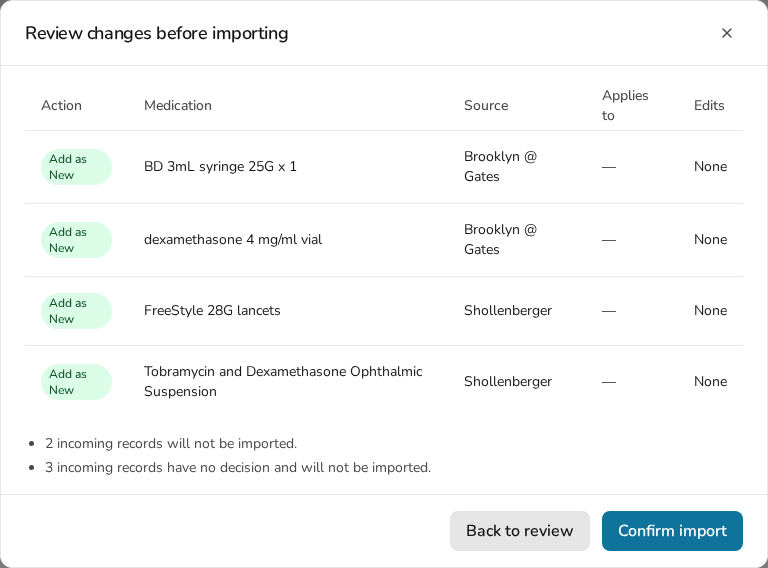 Review changes before importing
×
Action Medication Source Applies to Edits
Add as New BD 3mL syringe 25G x 1 Brooklyn @ Gates — None
Add as New dexamethasone 4 mg/ml vial Brooklyn @ Gates — None
Add as New FreeStyle 28G lancets Shollenberger — None
Add as New Tobramycin and Dexamethasone Ophthalmic Suspension Shollenberger — None
• 2 incoming records will not be imported.
• 3 incoming records have no decision and will not be imported.
Back to review Confirm import